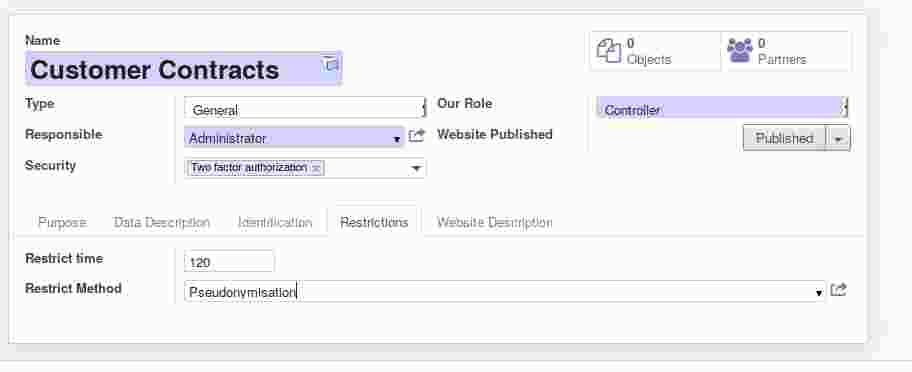 Name
Customer Contracts
0
Objects
0
Partners
Type
General
Our Role
Controller
Responsible
Administrator
Website Published
Published
Security
Two factor authorization
Purpose
Data Description
Identification
Restrictions
Website Description
Restrict time
120
Restrict Method
Pseudonymisation